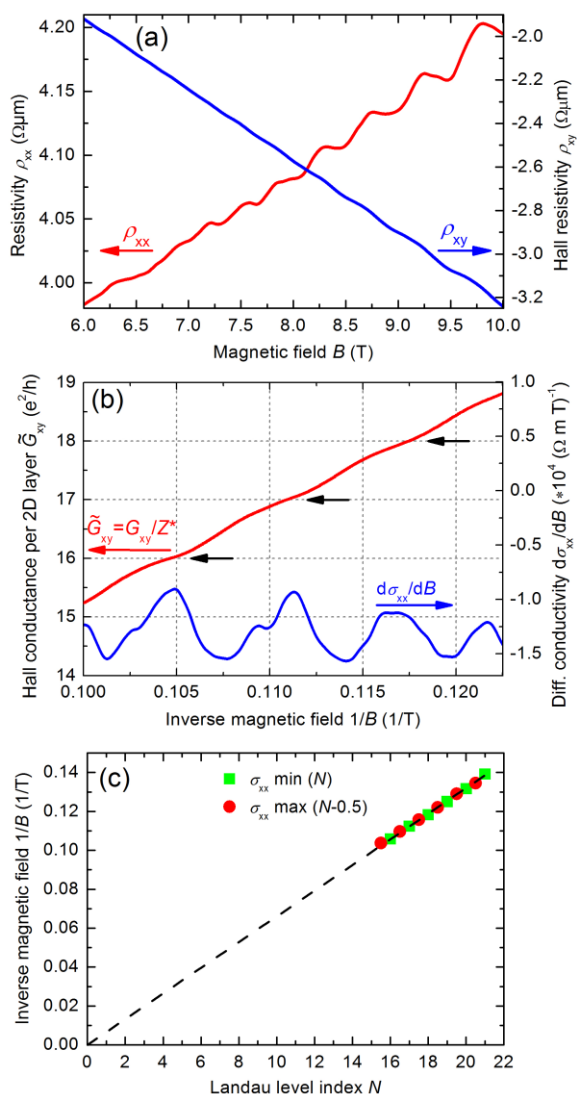 (a)
4.20
4.15
4.10
4.05
4.00
Resistivity ρxx (Ωμm)
-2.0
-2.2
-2.4
-2.6
-2.8
-3.0
-3.2
Hall resistivity ρxy (Ωμm)
ρxx
ρxy
6.0 6.5 7.0 7.5 8.0 8.5 9.0 9.5 10.0
Magnetic field B (T)
(b)
19
18
17
16
15
14
Hall conductance per 2D layer G̃xy (e²/h)
1.0
0.5
0.0
-0.5
-1.0
-1.5
Diff. conductivity dσxx/dB (*10⁴ (Ω m T)⁻¹)
G̃xy=Gxy/Z*
dσxx/dB
0.100 0.105 0.110 0.115 0.120
Inverse magnetic field 1/B (1/T)
(c)
0.14
0.12
0.10
0.08
0.06
0.04
0.02
0.00
Inverse magnetic field 1/B (1/T)
σxx min (N)
σxx max (N-0.5)
0 2 4 6 8 10 12 14 16 18 20 22
Landau level index N